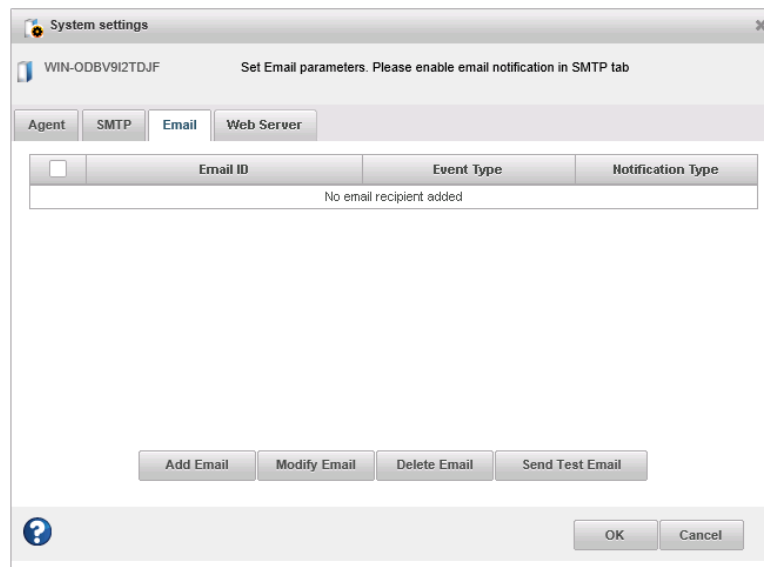 System settings
WIN-ODBV9I2TDJF Set Email parameters. Please enable email notification in SMTP tab
Agent SMTP Email Web Server
Email ID Event Type Notification Type
No email recipient added
Add Email Modify Email Delete Email Send Test Email
? OK Cancel